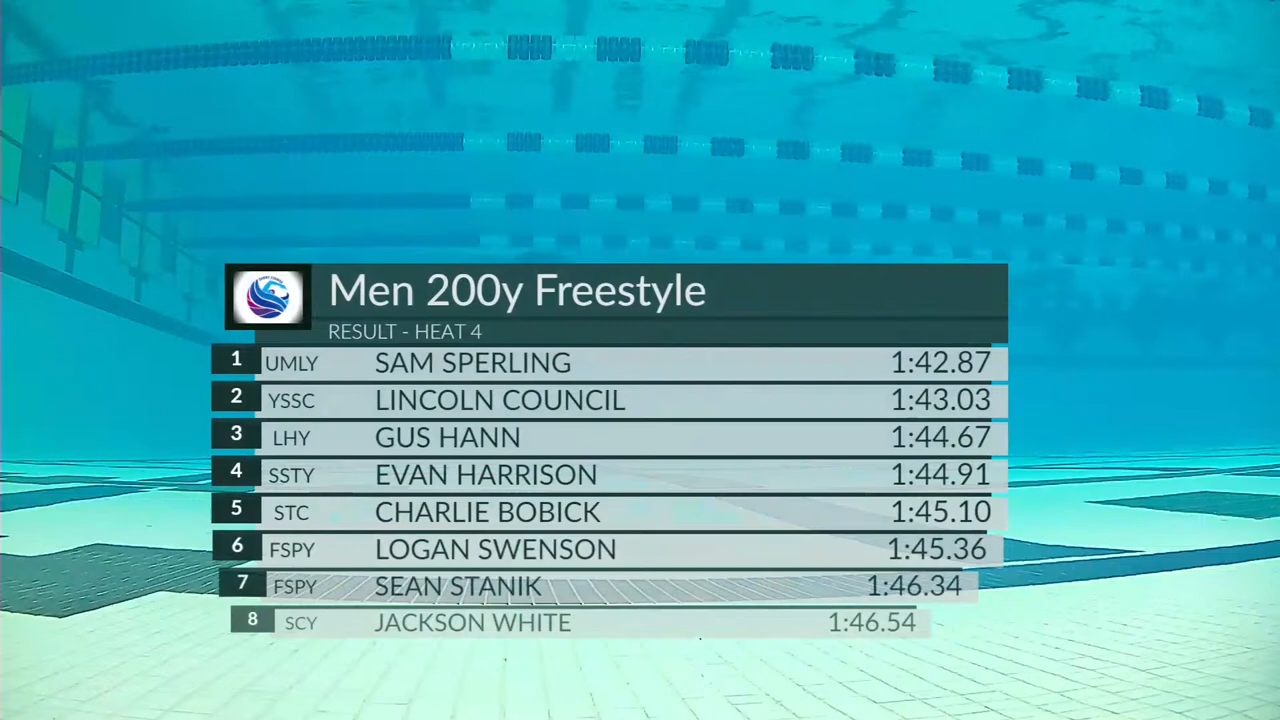 Men 200y Freestyle
RESULT - HEAT 4
1 UMLY SAM SPERLING 1:42.87
2 YSSC LINCOLN COUNCIL 1:43.03
3 LHY GUS HANN 1:44.67
4 SSTY EVAN HARRISON 1:44.91
5 STC CHARLIE BOBICK 1:45.10
6 FSPY LOGAN SWENSON 1:45.36
7 FSPY SEAN STANIK 1:46.34
8 SCY JACKSON WHITE 1:46.54